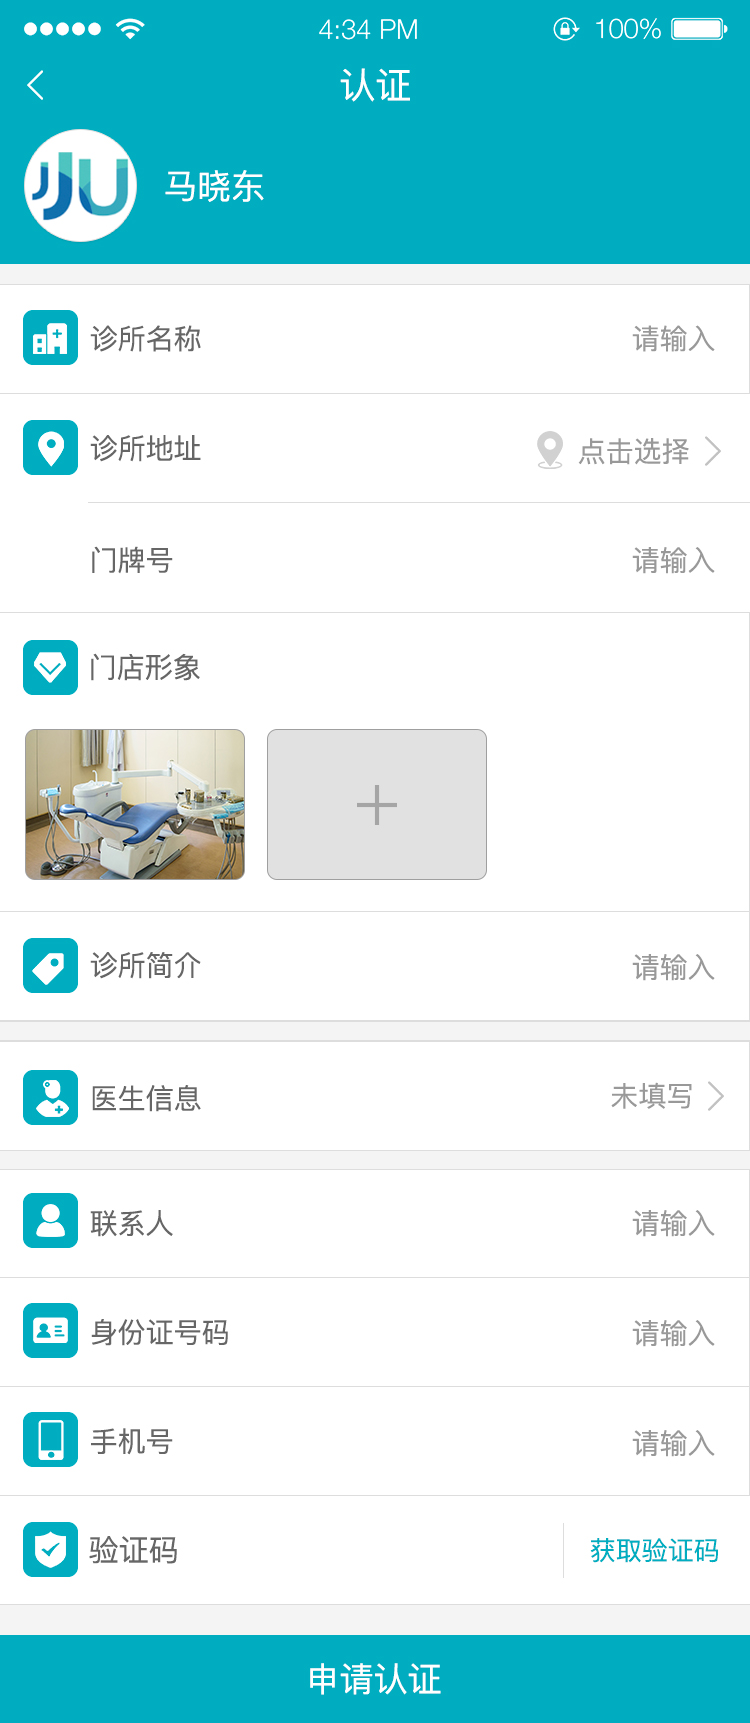 4:34 PM
100%
认证
JJU
马晓东
诊所名称
请输入
诊所地址
点击选择
门牌号
请输入
门店形象
诊所简介
请输入
医生信息
未填写
联系人
请输入
身份证号码
请输入
手机号
请输入
验证码
获取验证码
申请认证